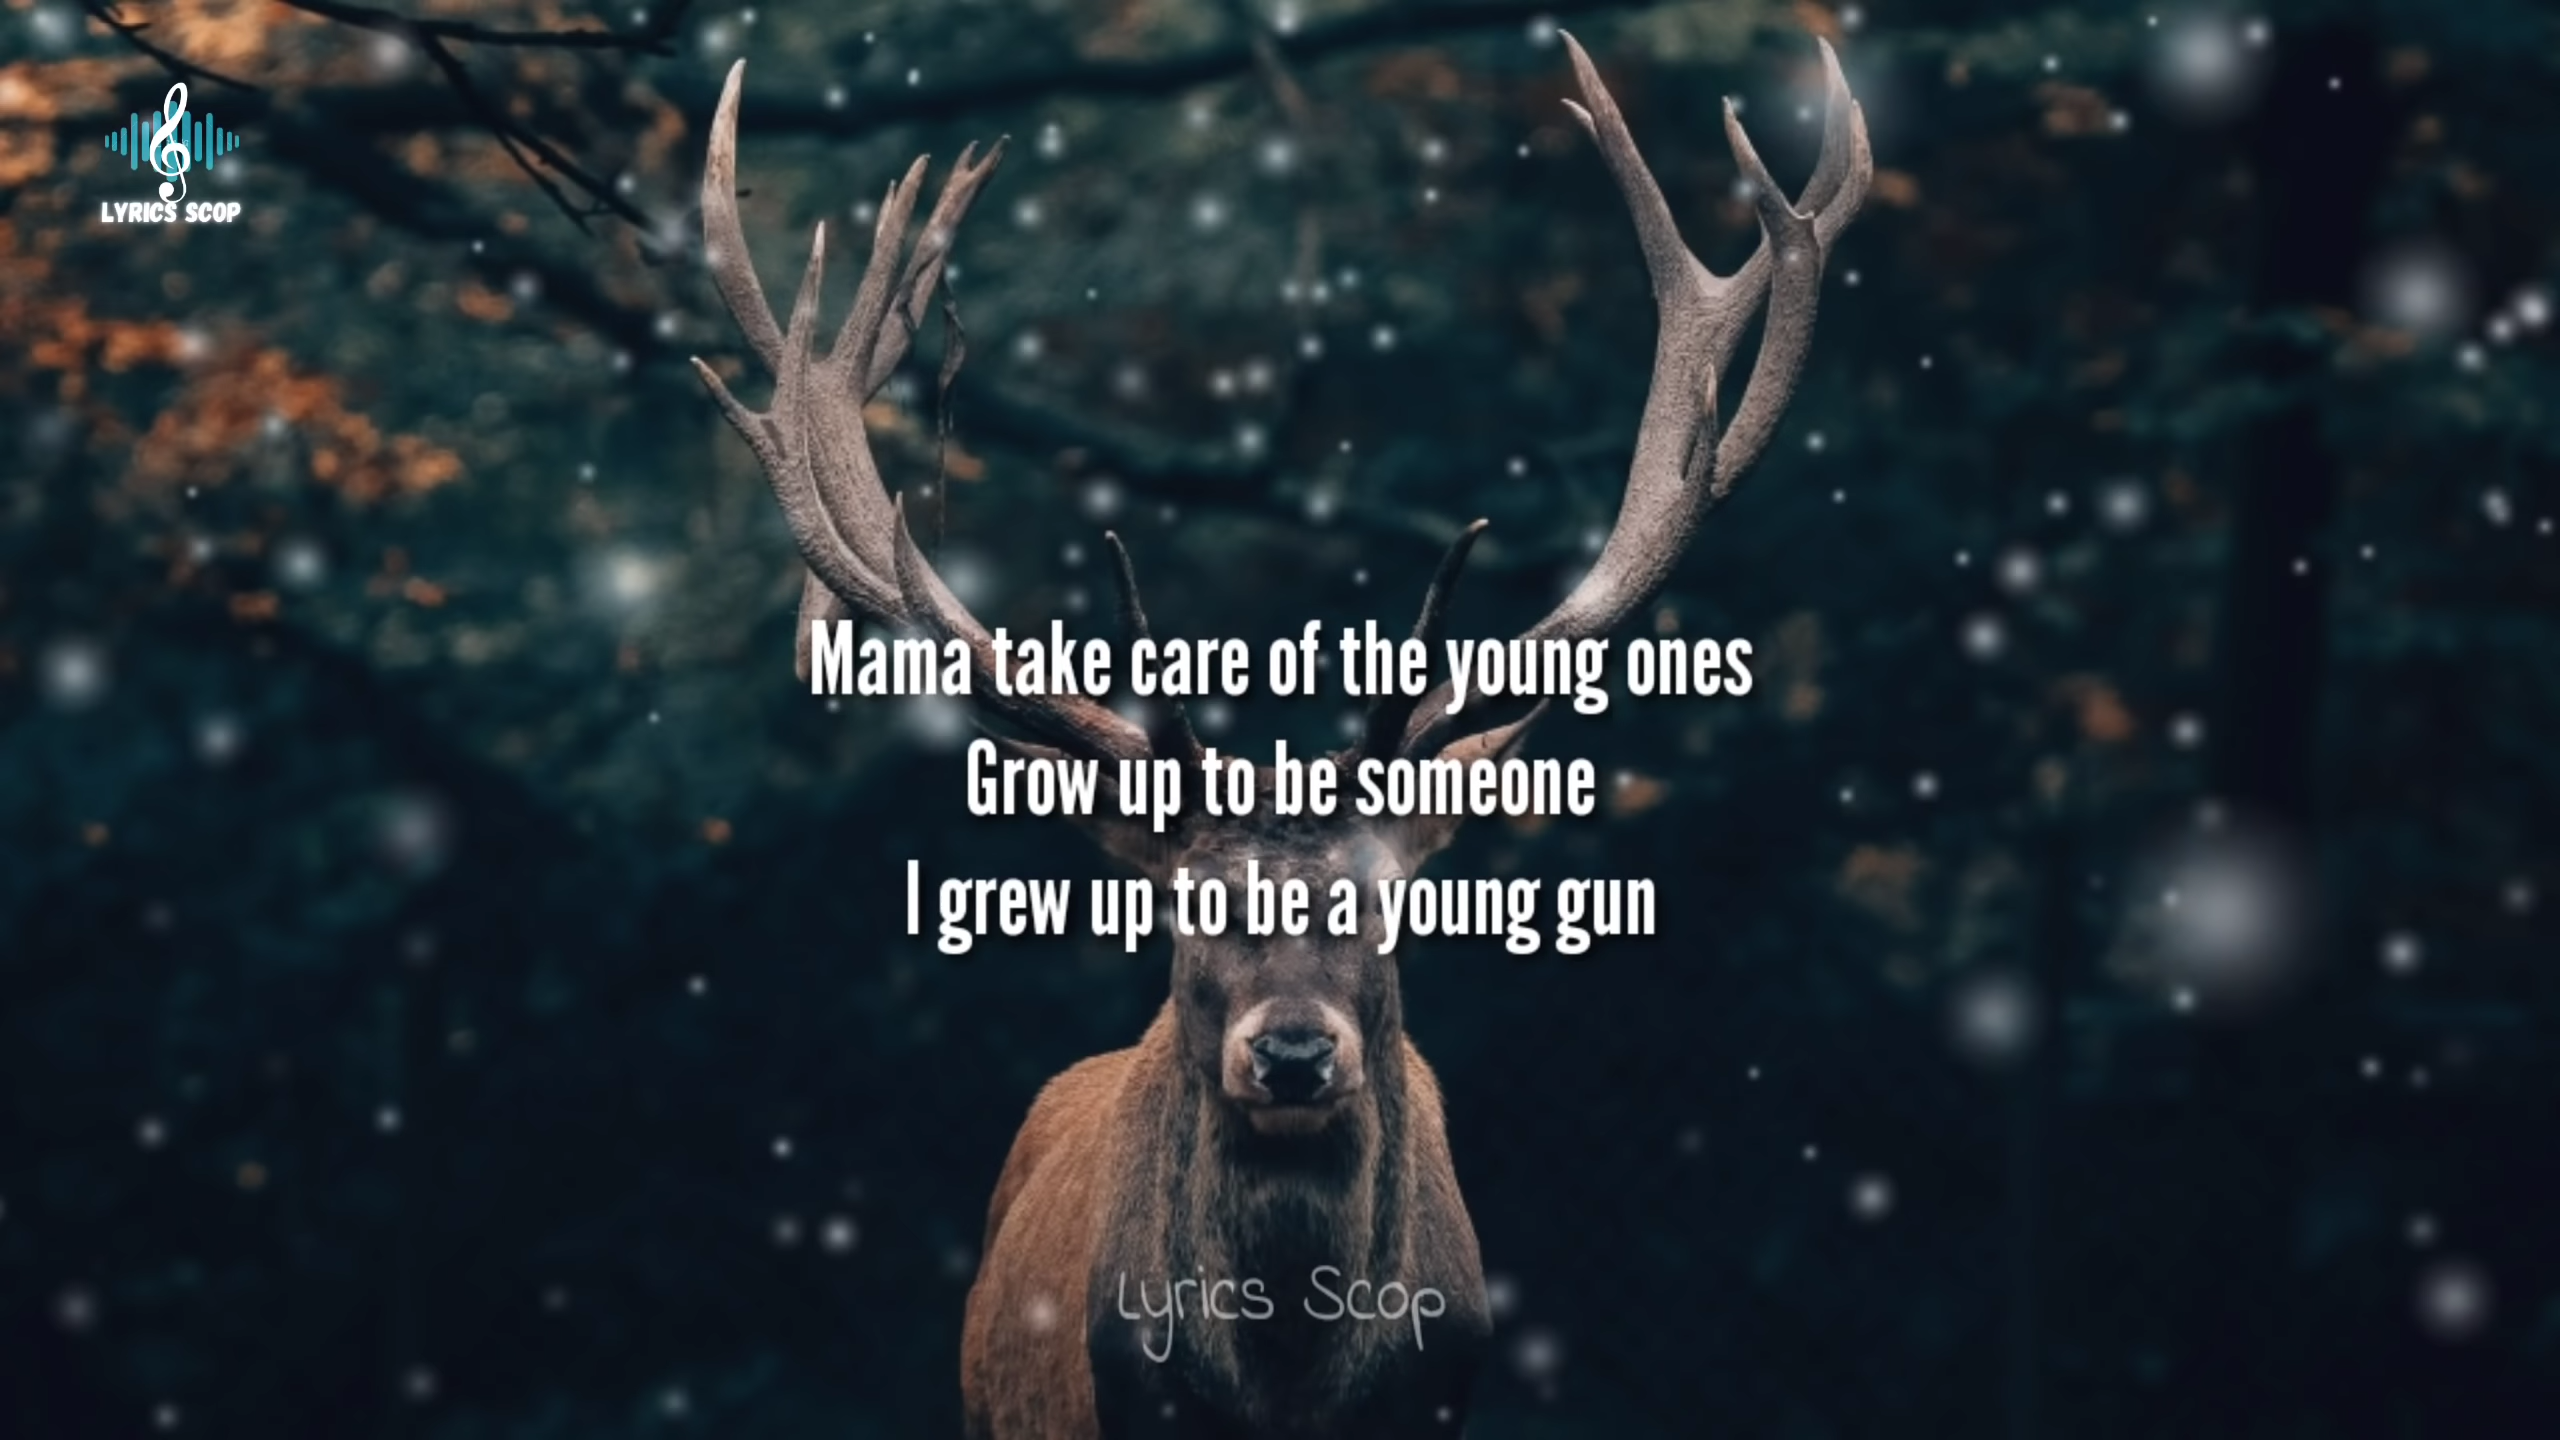 LYRICS SCOP
Mama take care of the young ones
Grow up to be someone
I grew up to be a young gun
Lyrics Scop